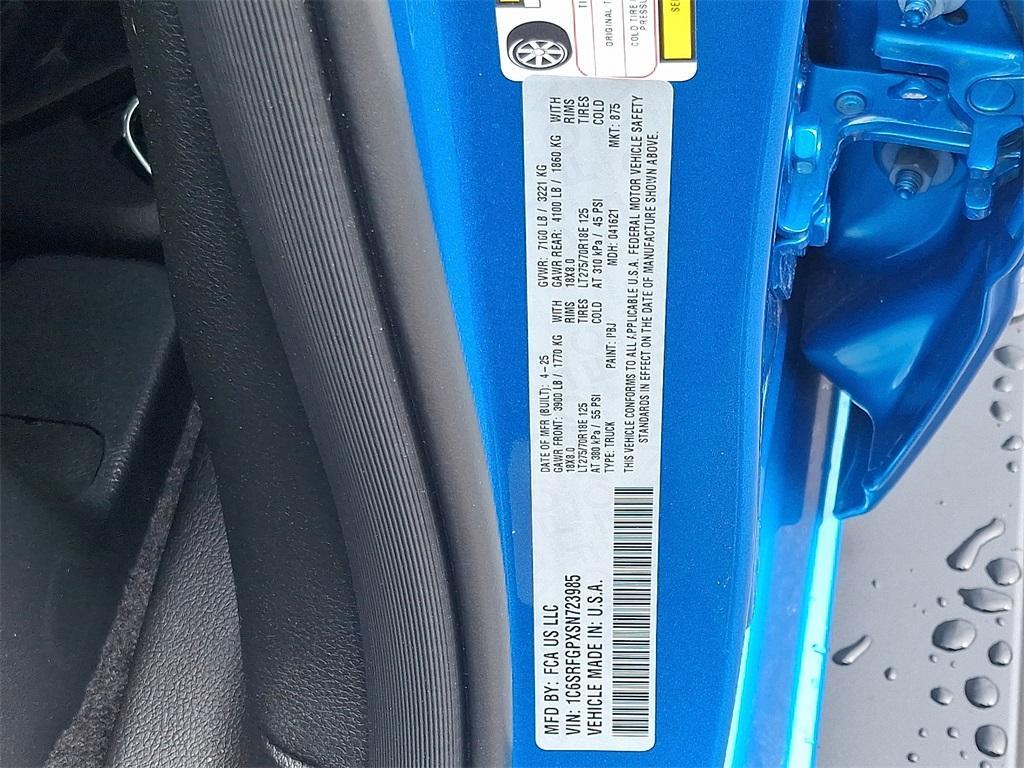 ORIGINAL
COLD TIRE
PRESS
MFD BY: FCA US LLC
VIN: 1C6SRFGPXSN723985
VEHICLE MADE IN: U.S.A.
DATE OF MFR (BUILT): 4-25 GVWR: 7100 LB / 3221 KG
GAWR FRONT: 3900 LB / 1770 KG WITH GAWR REAR: 4100 LB / 1860 KG WITH
18X8.0 RIMS 18X8.0 RIMS
LT275/70R18E 125 TIRES LT275/70R18E 125 TIRES
AT 380 kPa / 55 PSI COLD AT 310 kPa / 45 PSI COLD
TYPE: TRUCK PAINT: PBJ MDH: 041621 MKT: 875
THIS VEHICLE CONFORMS TO ALL APPLICABLE U.S.A. FEDERAL MOTOR VEHICLE SAFETY
STANDARDS IN EFFECT ON THE DATE OF MANUFACTURE SHOWN ABOVE.